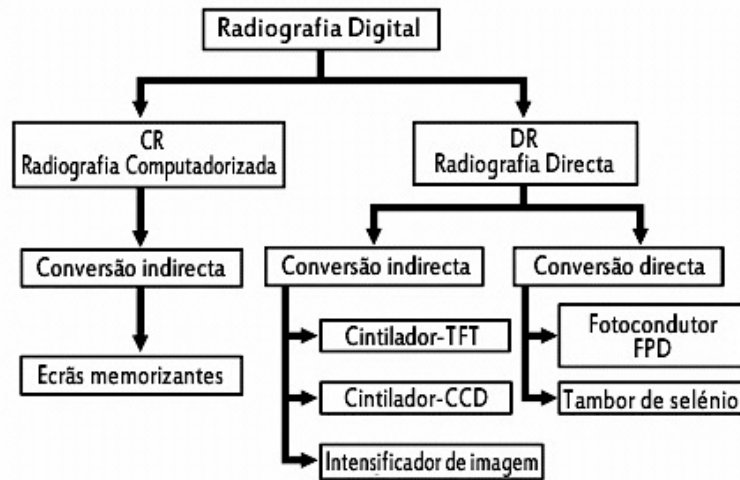 Radiografia Digital
CR
Radiografia Computadorizada
DR
Radiografia Directa
Conversão indirecta
Conversão indirecta
Conversão directa
Ecrãs memorizantes
Cintilador-TFT
Cintilador-CCD
Intensificador de imagem
Fotocondutor
FPD
Tambor de selénio